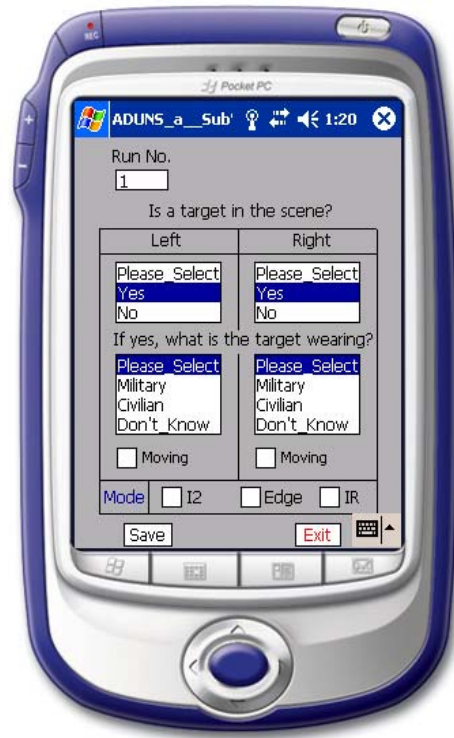 REC
Pocket PC
ADUNS_a__Sub' 1:20
Run No.
1
Is a target in the scene?
Left Right
Please_Select Please_Select
Yes Yes
No No
If yes, what is the target wearing?
Please_Select Please_Select
Military Military
Civilian Civilian
Don't_Know Don't_Know
Moving Moving
Mode I2 Edge IR
Save Exit